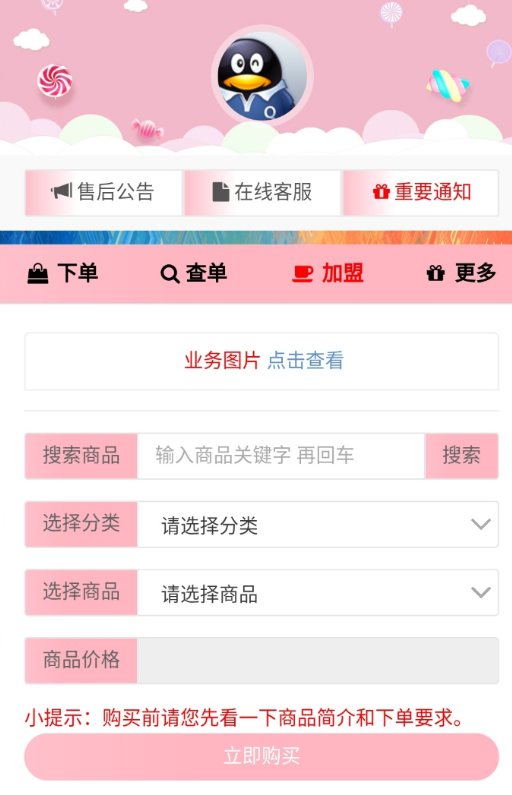 售后公告 在线客服 重要通知
下单 查单 加盟 更多
业务图片 点击查看
搜索商品 输入商品关键字 再回车 搜索
选择分类 请选择分类
选择商品 请选择商品
商品价格
小提示：购买前请您先看一下商品简介和下单要求。
立即购买